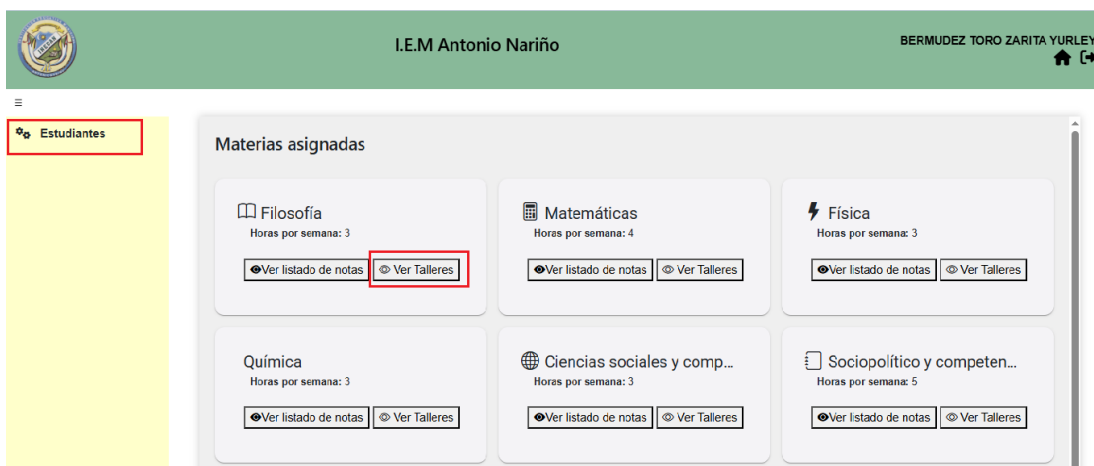 I.E.M Antonio Nariño
BERMUDEZ TORO ZARITA YURLEY
Estudiantes
Materias asignadas
Filosofía
Horas por semana: 3
Ver listado de notas
Ver Talleres
Matemáticas
Horas por semana: 4
Ver listado de notas
Ver Talleres
Física
Horas por semana: 3
Ver listado de notas
Ver Talleres
Química
Horas por semana: 3
Ver listado de notas
Ver Talleres
Ciencias sociales y comp...
Horas por semana: 3
Ver listado de notas
Ver Talleres
Sociopolítico y competen...
Horas por semana: 5
Ver listado de notas
Ver Talleres